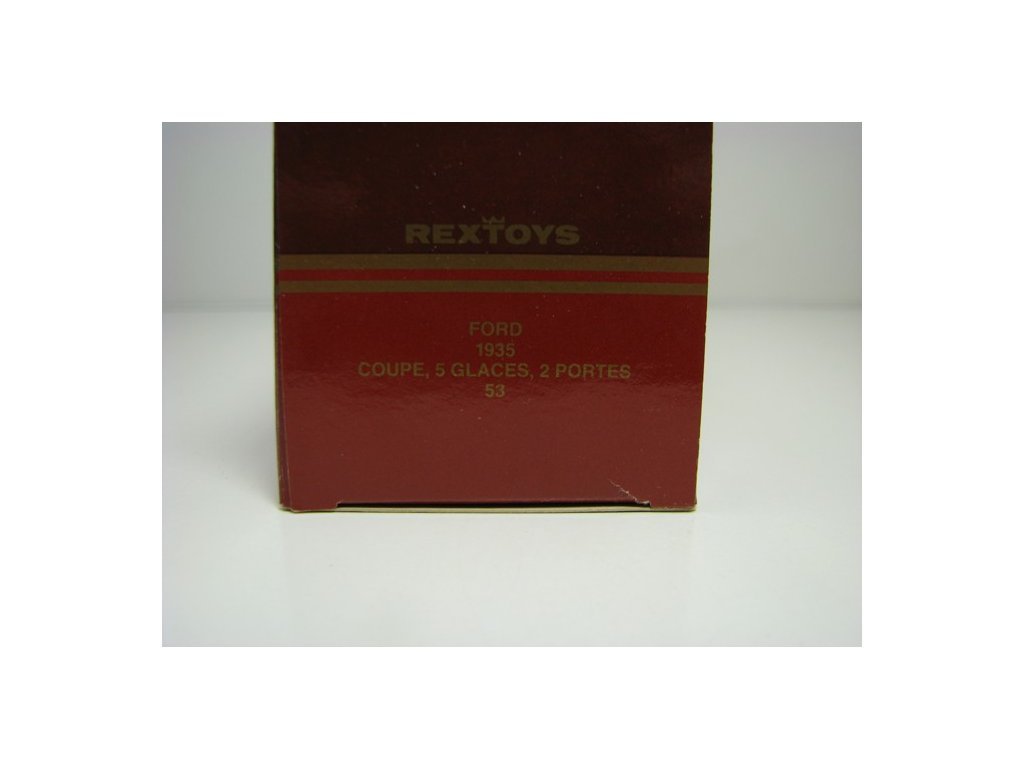 REXTOYS
FORD
1935
COUPE, 5 GLACES, 2 PORTES
53